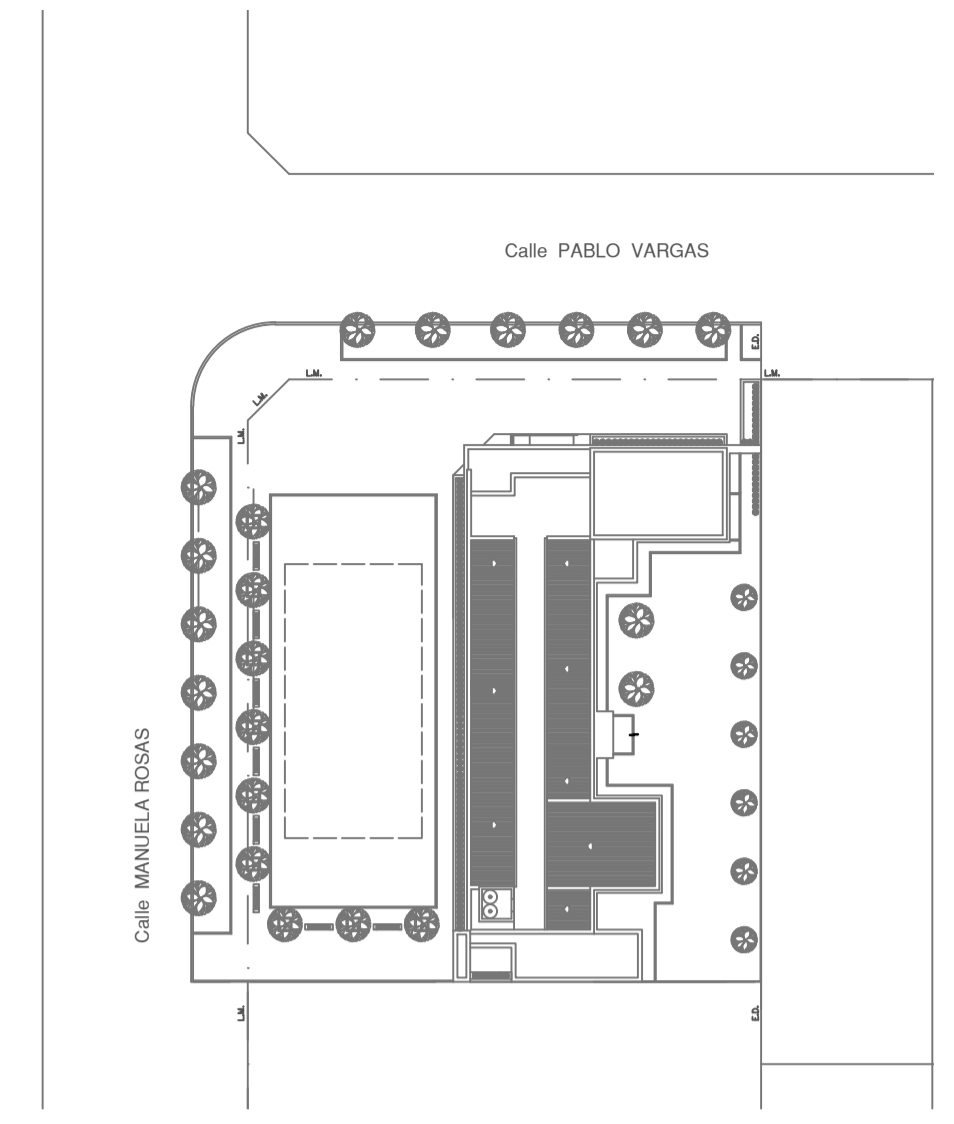 Calle PABLO VARGAS
E.D.
L.M.
L.M.
L.M.
L.M.
Calle MANUELA ROSAS
L.M.
E.D.